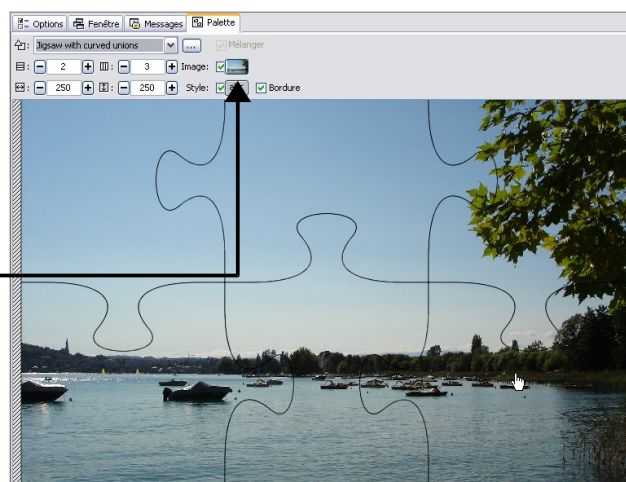 Options Fenêtre Messages Palette
Jigsaw with curved unions ... Mélanger
2 3 Image:
250 250 Style: Bordure